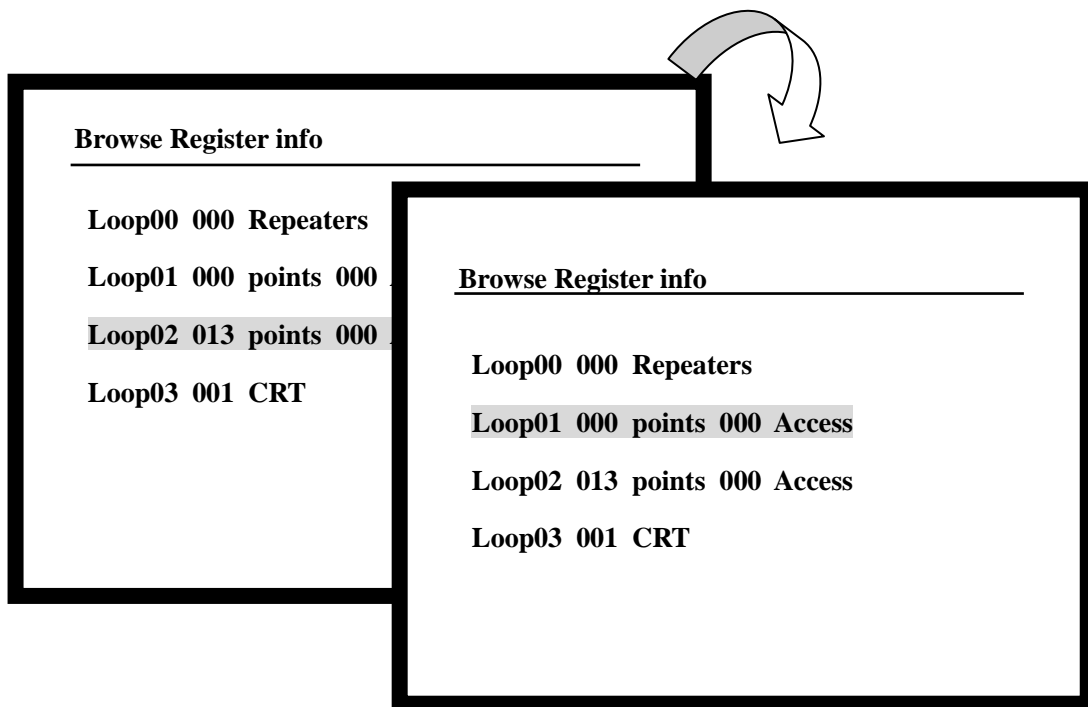 Browse Register info
Loop00 000 Repeaters
Loop01 000 points 000
Loop02 013 points 000
Loop03 001 CRT
Browse Register info
Loop00 000 Repeaters
Loop01 000 points 000 Access
Loop02 013 points 000 Access
Loop03 001 CRT